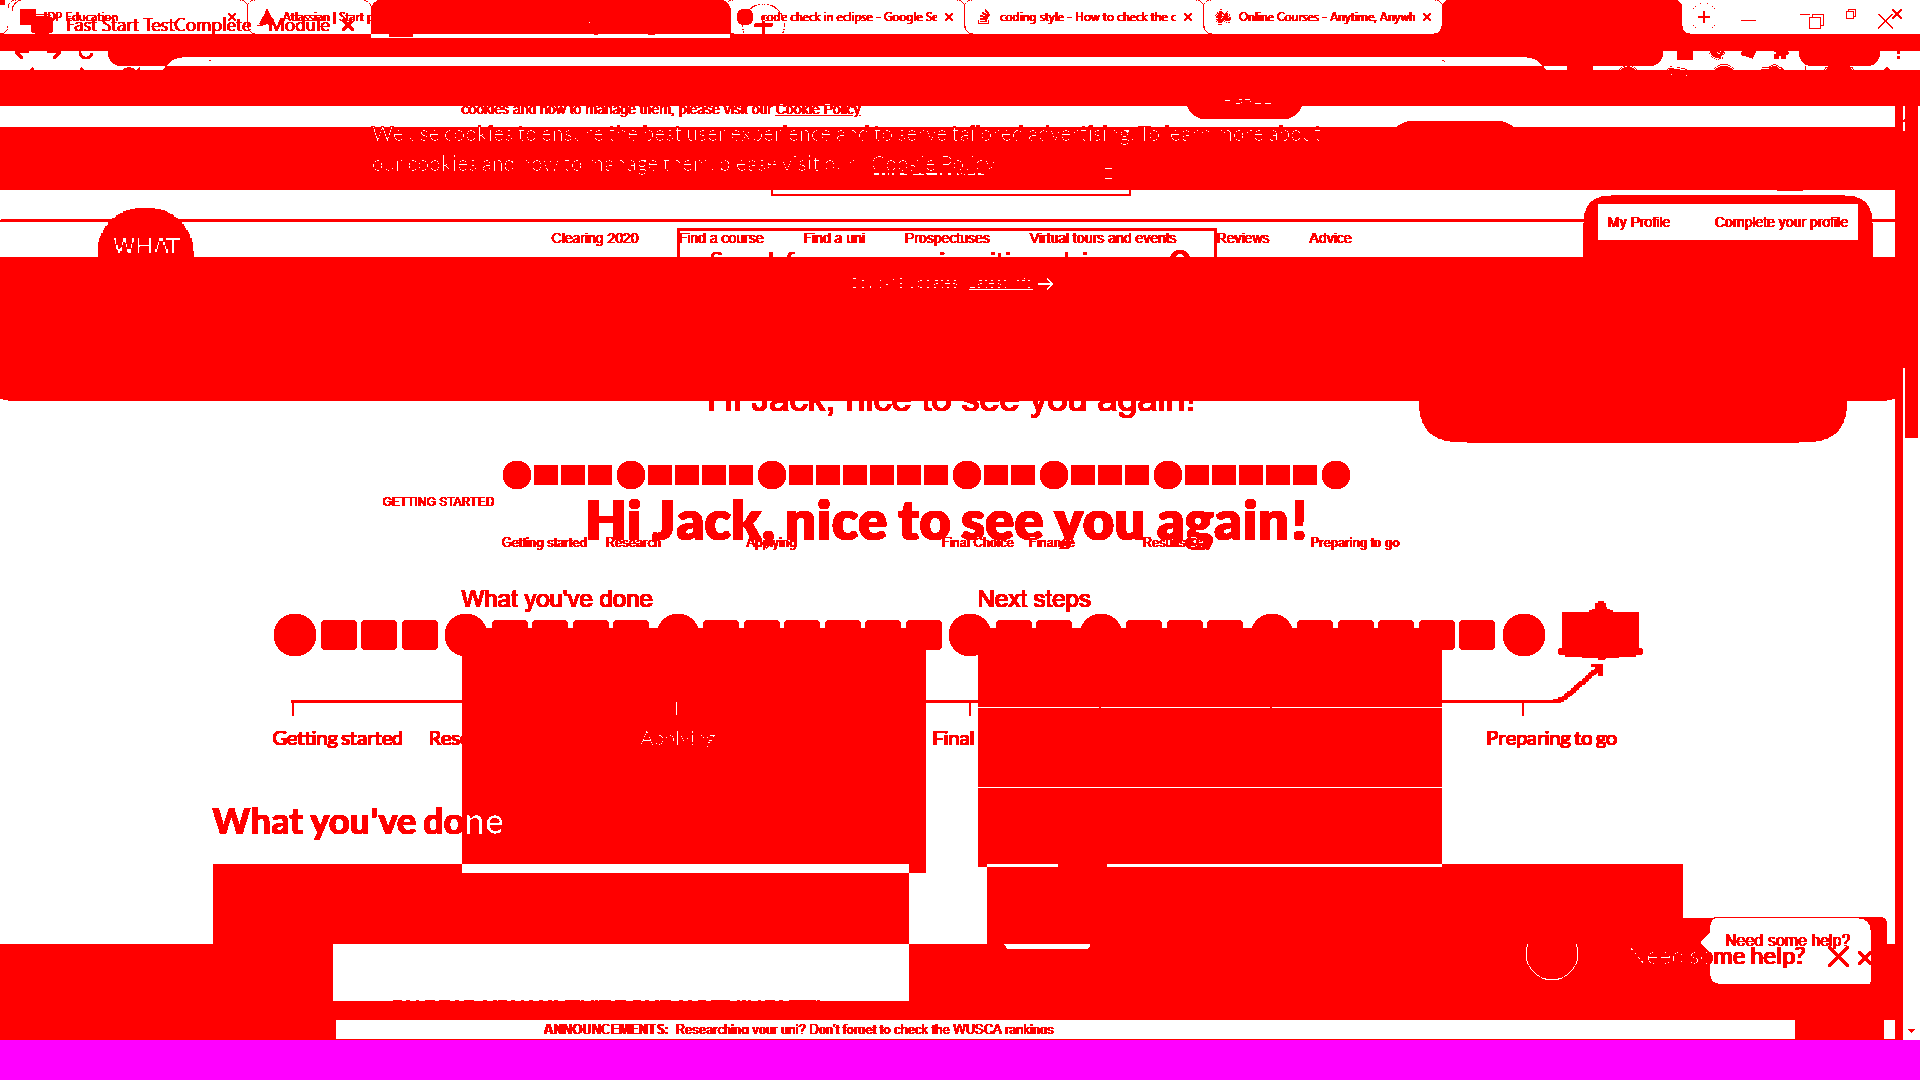 IDP Education
Atlassian | Start
code check in eclipse - Google Se
coding style - How to check the c
Online Courses - Anytime, Anywh
Fast Start TestComplete
Module
cookies and how to manage them, please visit our Cookie Policy
We use cookies to ensure the best user experience and to serve tailored advertising. To learn more about
our cookies and how to manage them please visit our Cookie Policy
My Profile
Complete your profile
WHAT
Clearing 2020
Find a course
Find a uni
Prospectuses
Virtual tours and events
Reviews
Advice
Latest info
Hi Jack, nice to see you again!
GETTING STARTED
Hi Jack, nice to see you again!
Getting started
Research
Applying
Final Choice
Finance
Preparing to go
What you've done
Next steps
Getting started
Applying
Final
Preparing to go
What you've done
Need some help?
Need some help?
ANNOUNCEMENTS: Researching your uni? Don't forget to check the WUSCA rankings